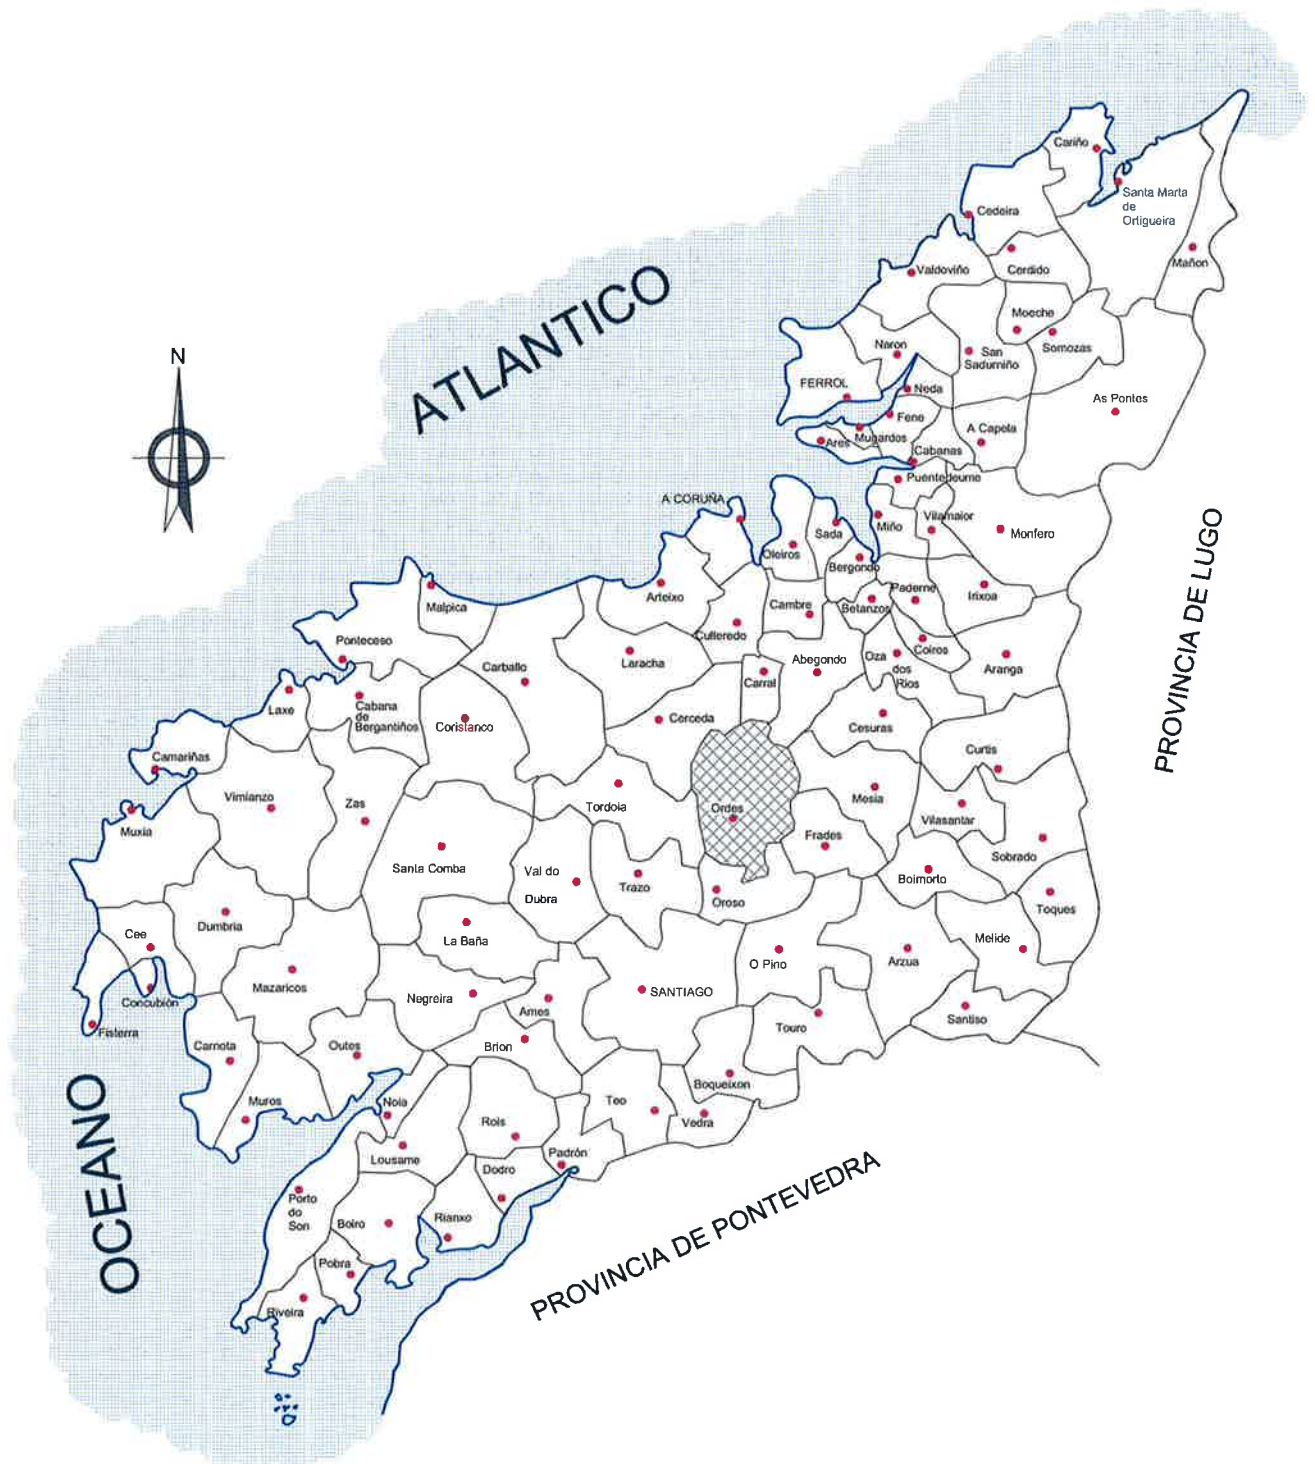 Cariño
Santa Marta
de
Ortigueira
Cedeira
Mañon
Valdoviño
Cerdido
ATLANTICO
Moeche
Somozas
Naron
San
Sadurniño
N
FERROL
Neda
As Pontes
Fene
A Capela
Ares
Mugardos
Cabanas
Puentedeume
A CORUÑA
Miño
Vilamaior
Monfero
Sada
Oleiros
Bergondo
PROVINCIA DE LUGO
Malpica
Arteixo
Paderne
Irixoa
Cambre
Betanzos
Culleredo
Ponteceso
Laracha
Carballo
Abegondo
Oza
dos
Rios
Coiros
Aranga
Carral
Laxe
Cabana
de
Bergantiños
Coristanco
Cerceda
Cesuras
Camariñas
Curtis
Vimianzo
Zas
Tordoia
Ordes
Mesia
Vilasantar
Muxia
Frades
Sobrado
Santa Comba
Val do
Dubra
Trazo
Oroso
Boimorto
Toques
Dumbria
Cee
La Baña
Melide
O Pino
Arzua
Mazaricos
Negreira
SANTIAGO
Concubión
Ames
Santiso
Fisterra
Touro
Carnota
Outes
Brion
Boqueixon
OCEANO
Muros
Noia
Teo
Vedra
Rois
Lousame
Padrón
Dodro
Porto
do
Son
Boiro
Rianxo
PROVINCIA DE PONTEVEDRA
Pobra
Riveira